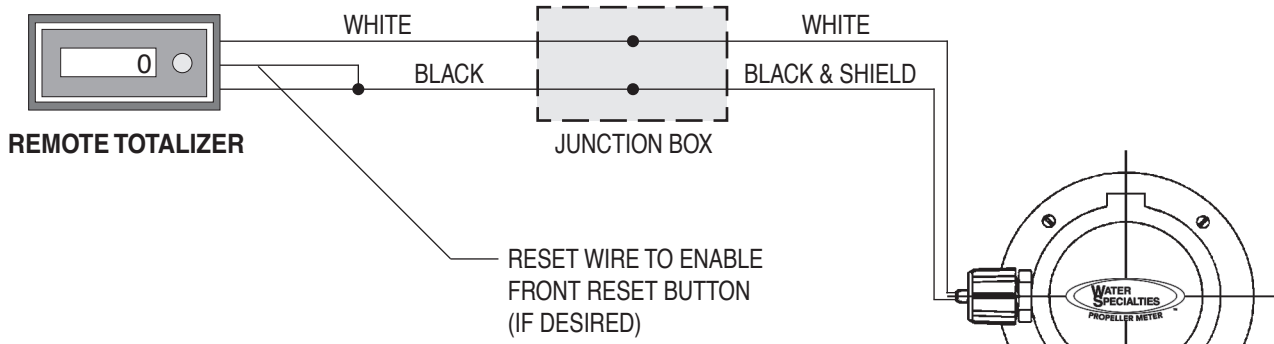 WHITE
WHITE
0
BLACK
BLACK & SHIELD
REMOTE TOTALIZER
JUNCTION BOX
RESET WIRE TO ENABLE
FRONT RESET BUTTON
(IF DESIRED)
WATER
SPECIALTIES
PROPELLER METER
™